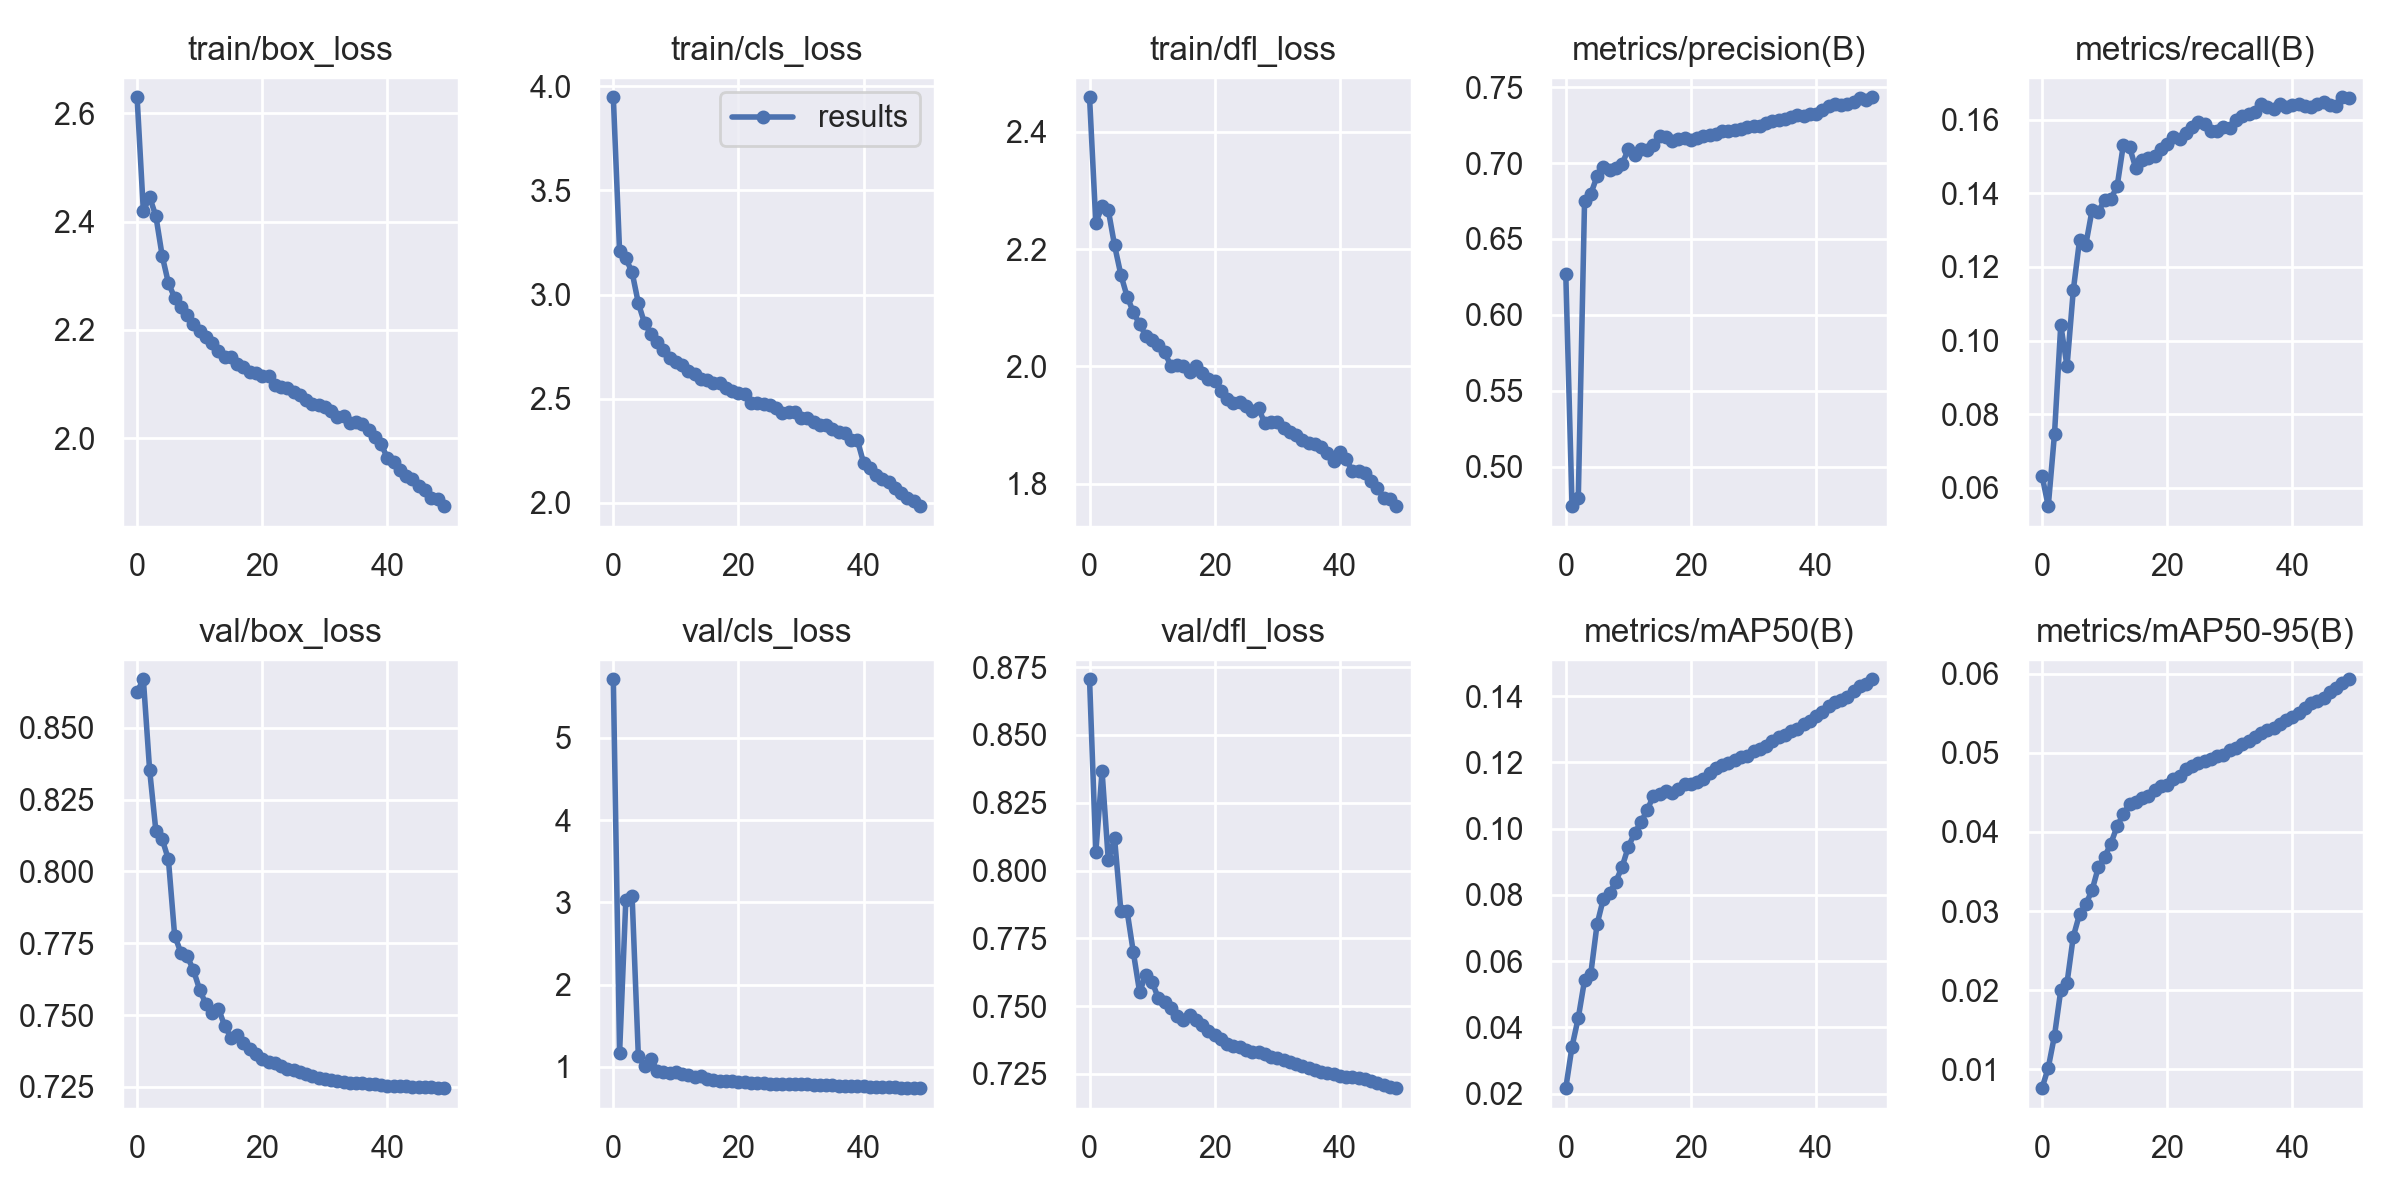 train/box_loss
2.6
2.4
2.2
2.0
0 20 40
train/cls_loss
results
4.0
3.5
3.0
2.5
2.0
0 20 40
train/dfl_loss
2.4
2.2
2.0
1.8
0 20 40
metrics/precision(B)
0.75
0.70
0.65
0.60
0.55
0.50
0 20 40
metrics/recall(B)
0.16
0.14
0.12
0.10
0.08
0.06
0 20 40
val/box_loss
0.850
0.825
0.800
0.775
0.750
0.725
0 20 40
val/cls_loss
5
4
3
2
1
0 20 40
val/dfl_loss
0.875
0.850
0.825
0.800
0.775
0.750
0.725
0 20 40
metrics/mAP50(B)
0.14
0.12
0.10
0.08
0.06
0.04
0.02
0 20 40
metrics/mAP50-95(B)
0.06
0.05
0.04
0.03
0.02
0.01
0 20 40